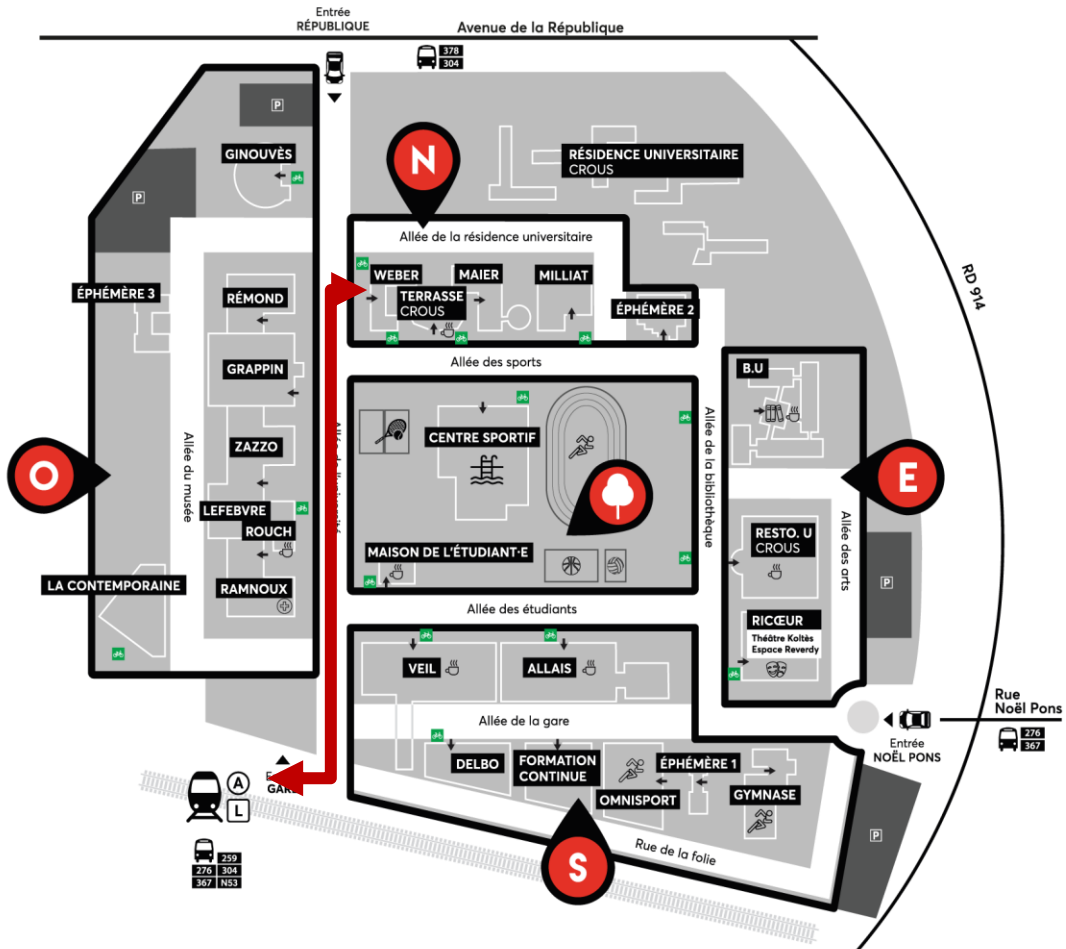 Entrée
RÉPUBLIQUE
Avenue de la République
378
304
P
GINOUVÈS
P
N
RÉSIDENCE UNIVERSITAIRE
CROUS
Allée de la résidence universitaire
RD 914
WEBER
MAIER
MILLIAT
TERRASSE
CROUS
ÉPHÉMÈRE 3
RÉMOND
ÉPHÉMÈRE 2
Allée des sports
GRAPPIN
B.U
Allée du musée
ZAZZO
CENTRE SPORTIF
Allée de la bibliothèque
O
E
LEFEBVRE
ROUCH
RESTO. U
CROUS
Allée des arts
MAISON DE L'ÉTUDIANT·E
LA CONTEMPORAINE
RAMNOUX
P
Allée des étudiants
RICŒUR
Théâtre Koltès
Espace Reverdy
VEIL
ALLAIS
Rue
Noël Pons
276
367
Allée de la gare
Entrée
NOËL PONS
DELBO
FORMATION
CONTINUE
ÉPHÉMÈRE 1
OMNISPORT
GYMNASE
A
L
P
Rue de la folie
S
259
276 304
367 N53